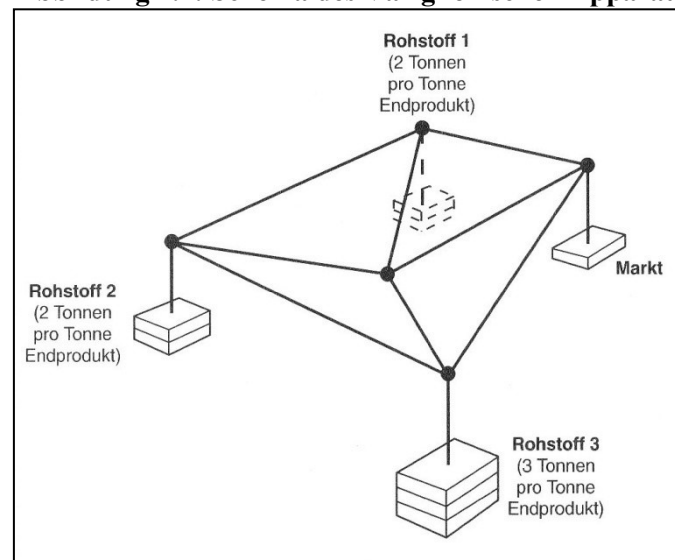 Rohstoff 1
(2 Tonnen
pro Tonne
Endprodukt)
Markt
Rohstoff 2
(2 Tonnen
pro Tonne
Endprodukt)
Rohstoff 3
(3 Tonnen
pro Tonne
Endprodukt)